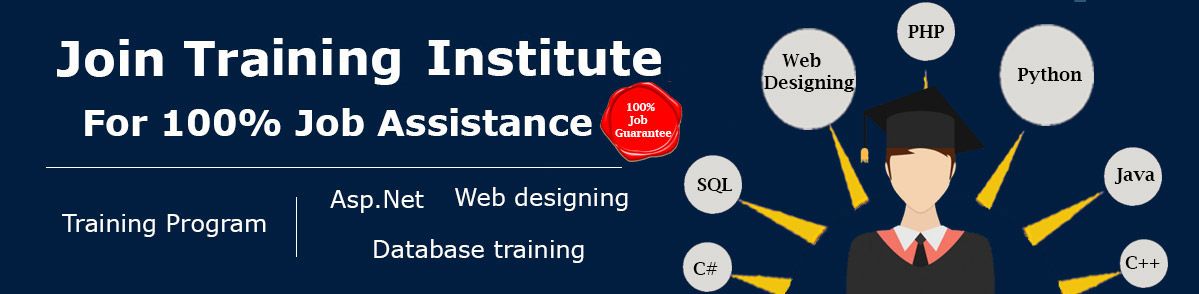 Join Training Institute
For 100% Job Assistance
100%
Job
Guarantee
Training Program
Asp.Net
Web designing
Database training
PHP
Web
Designing
Python
SQL
Java
C#
C++